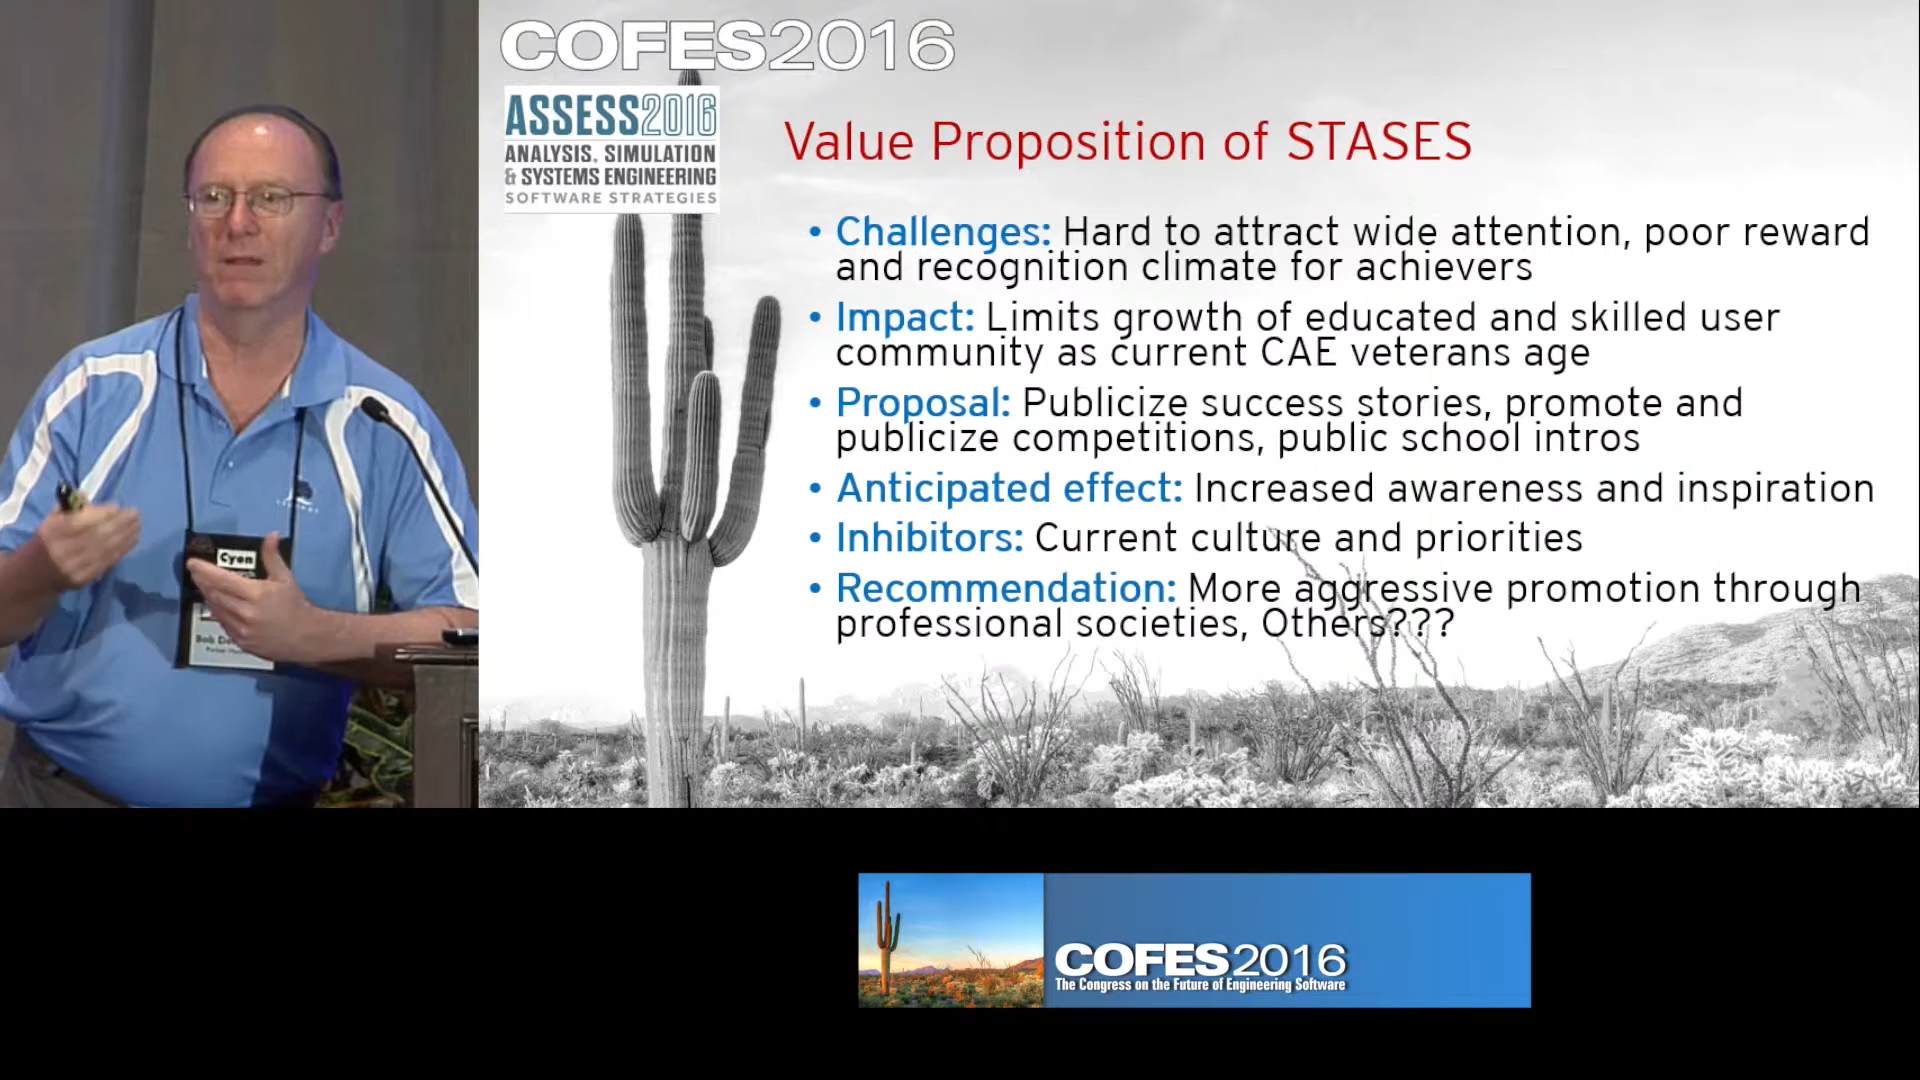 COFES2016
ASSESS2016
ANALYSIS, SIMULATION
& SYSTEMS ENGINEERING
SOFTWARE STRATEGIES
Value Proposition of STASES
• Challenges: Hard to attract wide attention, poor reward
and recognition climate for achievers
• Impact: Limits growth of educated and skilled user
community as current CAE veterans age
• Proposal: Publicize success stories, promote and
publicize competitions, public school intros
• Anticipated effect: Increased awareness and inspiration
• Inhibitors: Current culture and priorities
• Recommendation: More aggressive promotion through
professional societies, Others???
Cyon
Bob
COFES2016
The Congress on the Future of Engineering Software